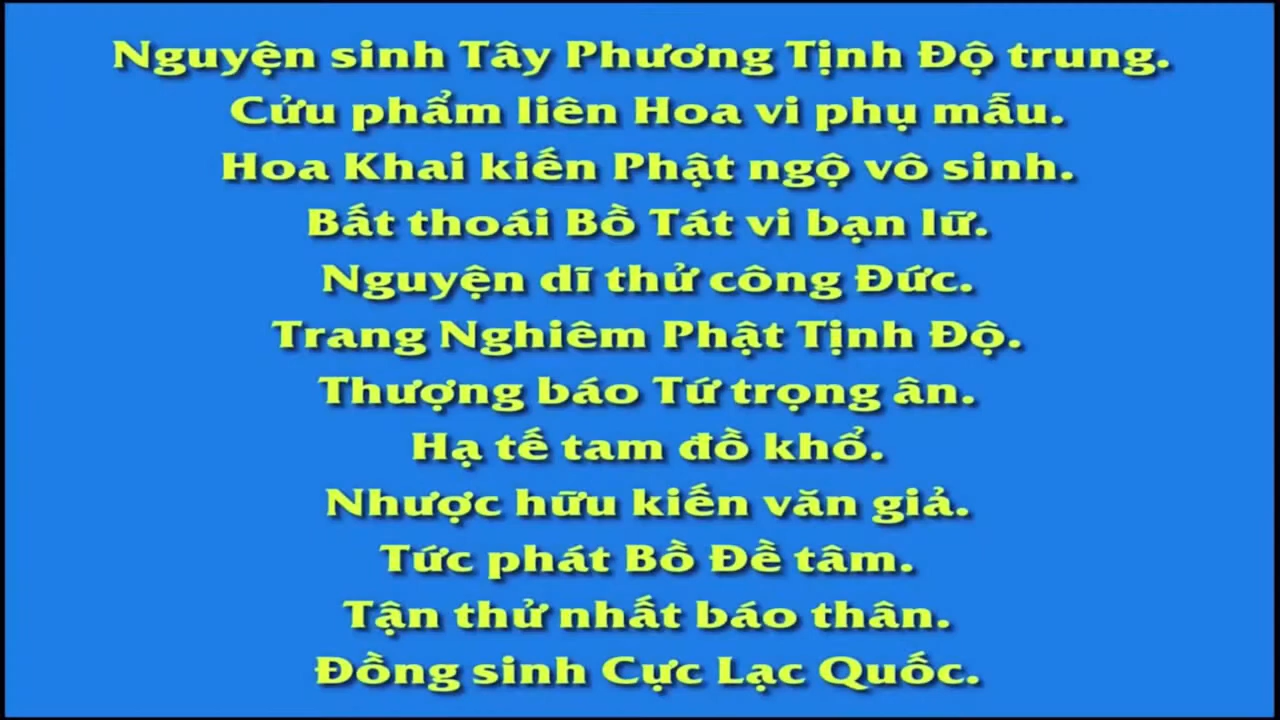 Nguyện sinh Tây Phương Tịnh Độ trung.
Cửu phẩm liên Hoa vi phụ mẫu.
Hoa Khai kiến Phật ngộ vô sinh.
Bất thoái Bồ Tát vi bạn lữ.
Nguyện dĩ thử công Đức.
Trang Nghiêm Phật Tịnh Độ.
Thượng báo Tứ trọng ân.
Hạ tế tam đồ khổ.
Nhược hữu kiến văn giả.
Tức phát Bồ Đề tâm.
Tận thử nhất báo thân.
Đồng sinh Cực Lạc Quốc.